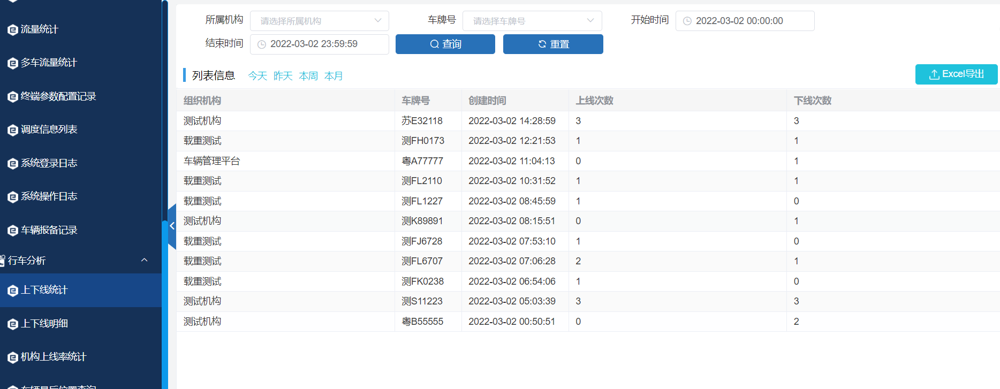 流量统计
多车流量统计
终端参数配置记录
调度信息列表
系统登录日志
系统操作日志
车辆报备记录
行车分析
上下线统计
上下线明细
机构上线率统计
车辆最后位置查询
所属机构 请选择所属机构 车牌号 请选择车牌号 开始时间 2022-03-02 00:00:00
结束时间 2022-03-02 23:59:59 查询 重置
列表信息 今天 昨天 本周 本月 Excel导出
组织机构 车牌号 创建时间 上线次数 下线次数
测试机构 苏E32118 2022-03-02 14:28:59 3 3
载重测试 测FH0173 2022-03-02 12:21:53 1 1
车辆管理平台 粤A77777 2022-03-02 11:04:13 0 1
载重测试 测FL2110 2022-03-02 10:31:52 1 1
载重测试 测FL1227 2022-03-02 08:45:59 1 0
测试机构 测K89891 2022-03-02 08:15:51 0 1
载重测试 测FJ6728 2022-03-02 07:53:10 1 0
载重测试 测FL6707 2022-03-02 07:06:28 2 1
载重测试 测FK0238 2022-03-02 06:54:06 1 0
测试机构 测S11223 2022-03-02 05:03:39 3 3
测试机构 粤B55555 2022-03-02 00:50:51 0 2